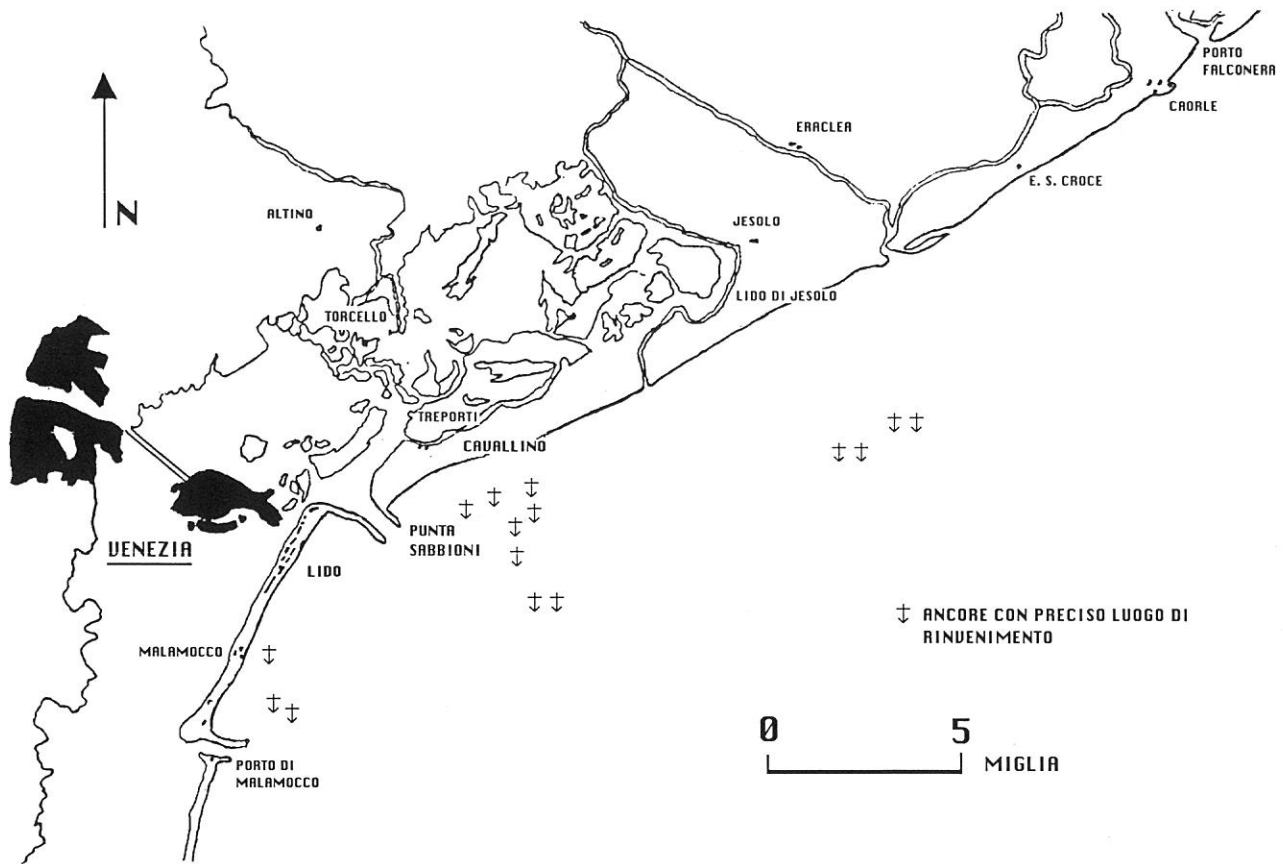 PORTO
FALCONERA
CAORLE
ERACLEA
E. S. CROCE
N
ALTINO
JESOLO
LIDO DI JESOLO
TORCELLO
TREPORTI
CAVALLINO
PUNTA
SABBIONI
VENEZIA
LIDO
ANCORE CON PRECISO LUOGO DI
RINVENIMENTO
MALAMOCCO
0 5
MIGLIA
PORTO DI
MALAMOCCO